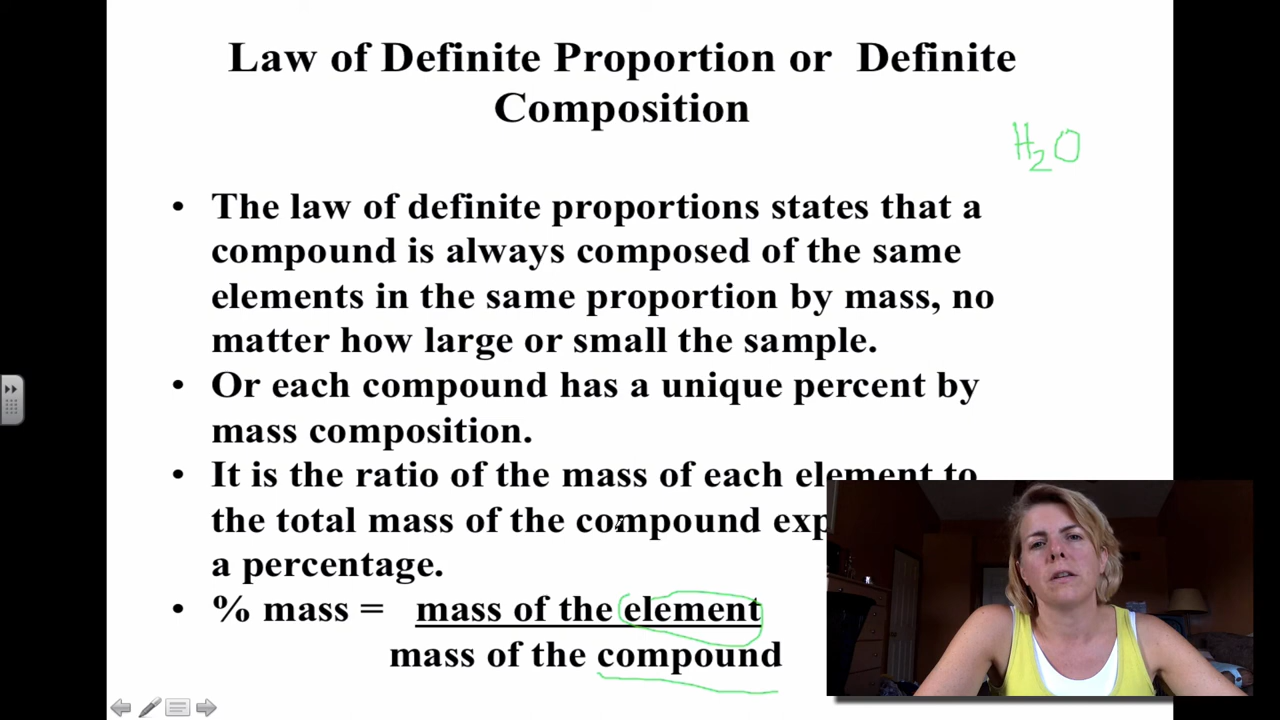 Law of Definite Proportion or Definite
Composition
H₂O
• The law of definite proportions states that a
compound is always composed of the same
elements in the same proportion by mass, no
matter how large or small the sample.
• Or each compound has a unique percent by
mass composition.
• It is the ratio of the mass of each element to
the total mass of the compound exp
a percentage.
• % mass = mass of the element
mass of the compound